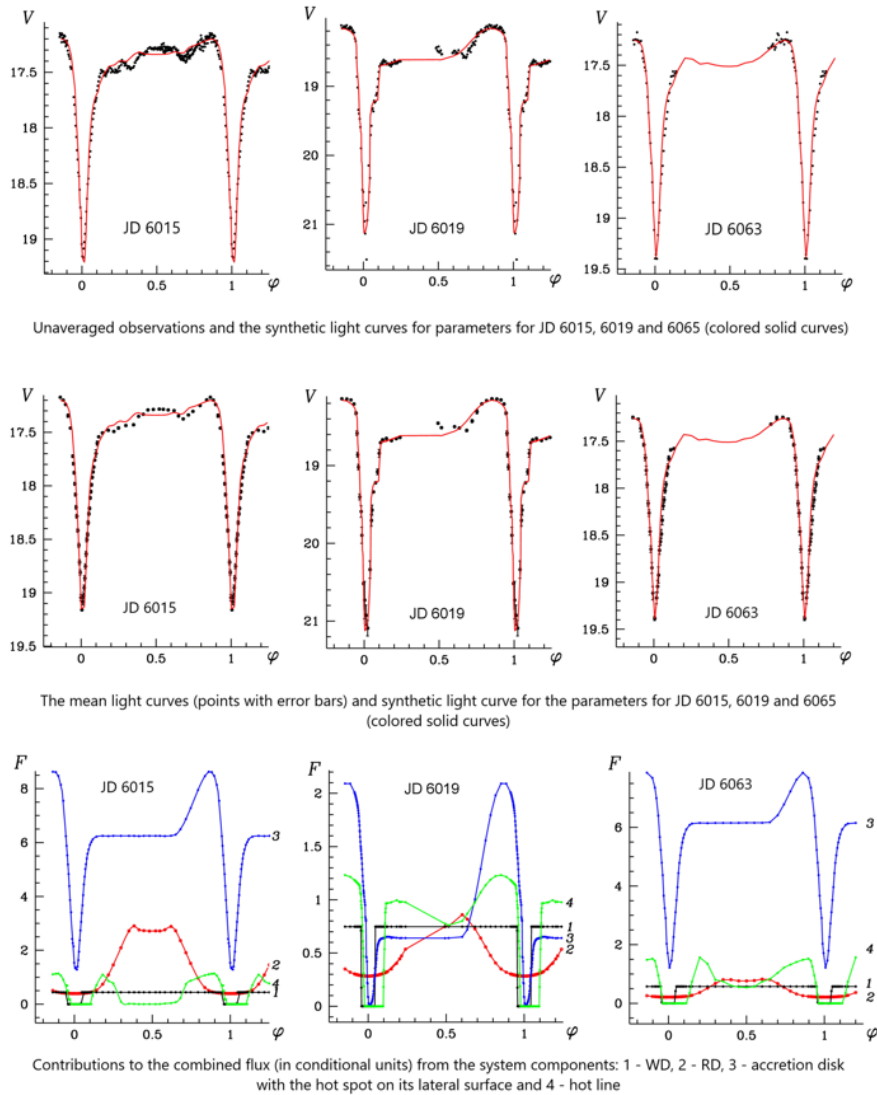 V
17.5
18
18.5
19
0
0.5
1
φ
JD 6015
V
19
20
21
0
0.5
1
φ
JD 6019
V
17.5
18
18.5
19
19.5
0
0.5
1
φ
JD 6063
Unaveraged observations and the synthetic light curves for parameters for JD 6015, 6019 and 6065 (colored solid curves)
V
17.5
18
18.5
19
19.5
0
0.5
1
φ
JD 6015
V
19
20
21
0
0.5
1
φ
JD 6019
V
17.5
18
18.5
19
19.5
0
0.5
1
φ
JD 6063
The mean light curves (points with error bars) and synthetic light curve for the parameters for JD 6015, 6019 and 6065
(colored solid curves)
F
JD 6015
8
6
4
2
0
3
2
4
1
0
0.5
1
φ
F
JD 6019
2
1.5
1
0.5
0
4
1
3
2
0
0.5
1
φ
F
JD 6063
6
4
2
0
3
4
1
2
0
0.5
1
φ
Contributions to the combined flux (in conditional units) from the system components: 1 - WD, 2 - RD, 3 - accretion disk
with the hot spot on its lateral surface and 4 - hot line